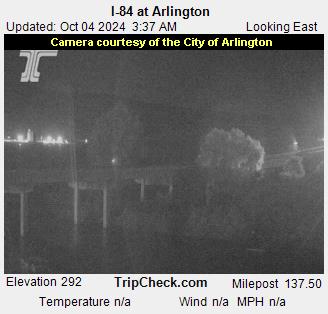 I-84 at Arlington
Updated: Oct 04 2024 3:37 AM Looking East
Camera courtesy of the City of Arlington
Elevation 292 TripCheck.com Milepost 137.50
Temperature n/a Wind n/a MPH n/a